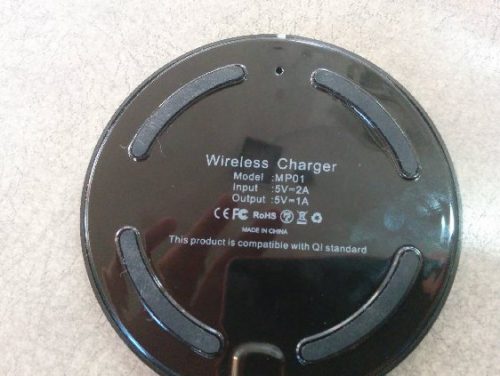 Wireless Charger
Model :MP01
Input :5V=2A
Output :5V=1A
CE FC RoHS
MADE IN CHINA
This product is compatible with QI standard